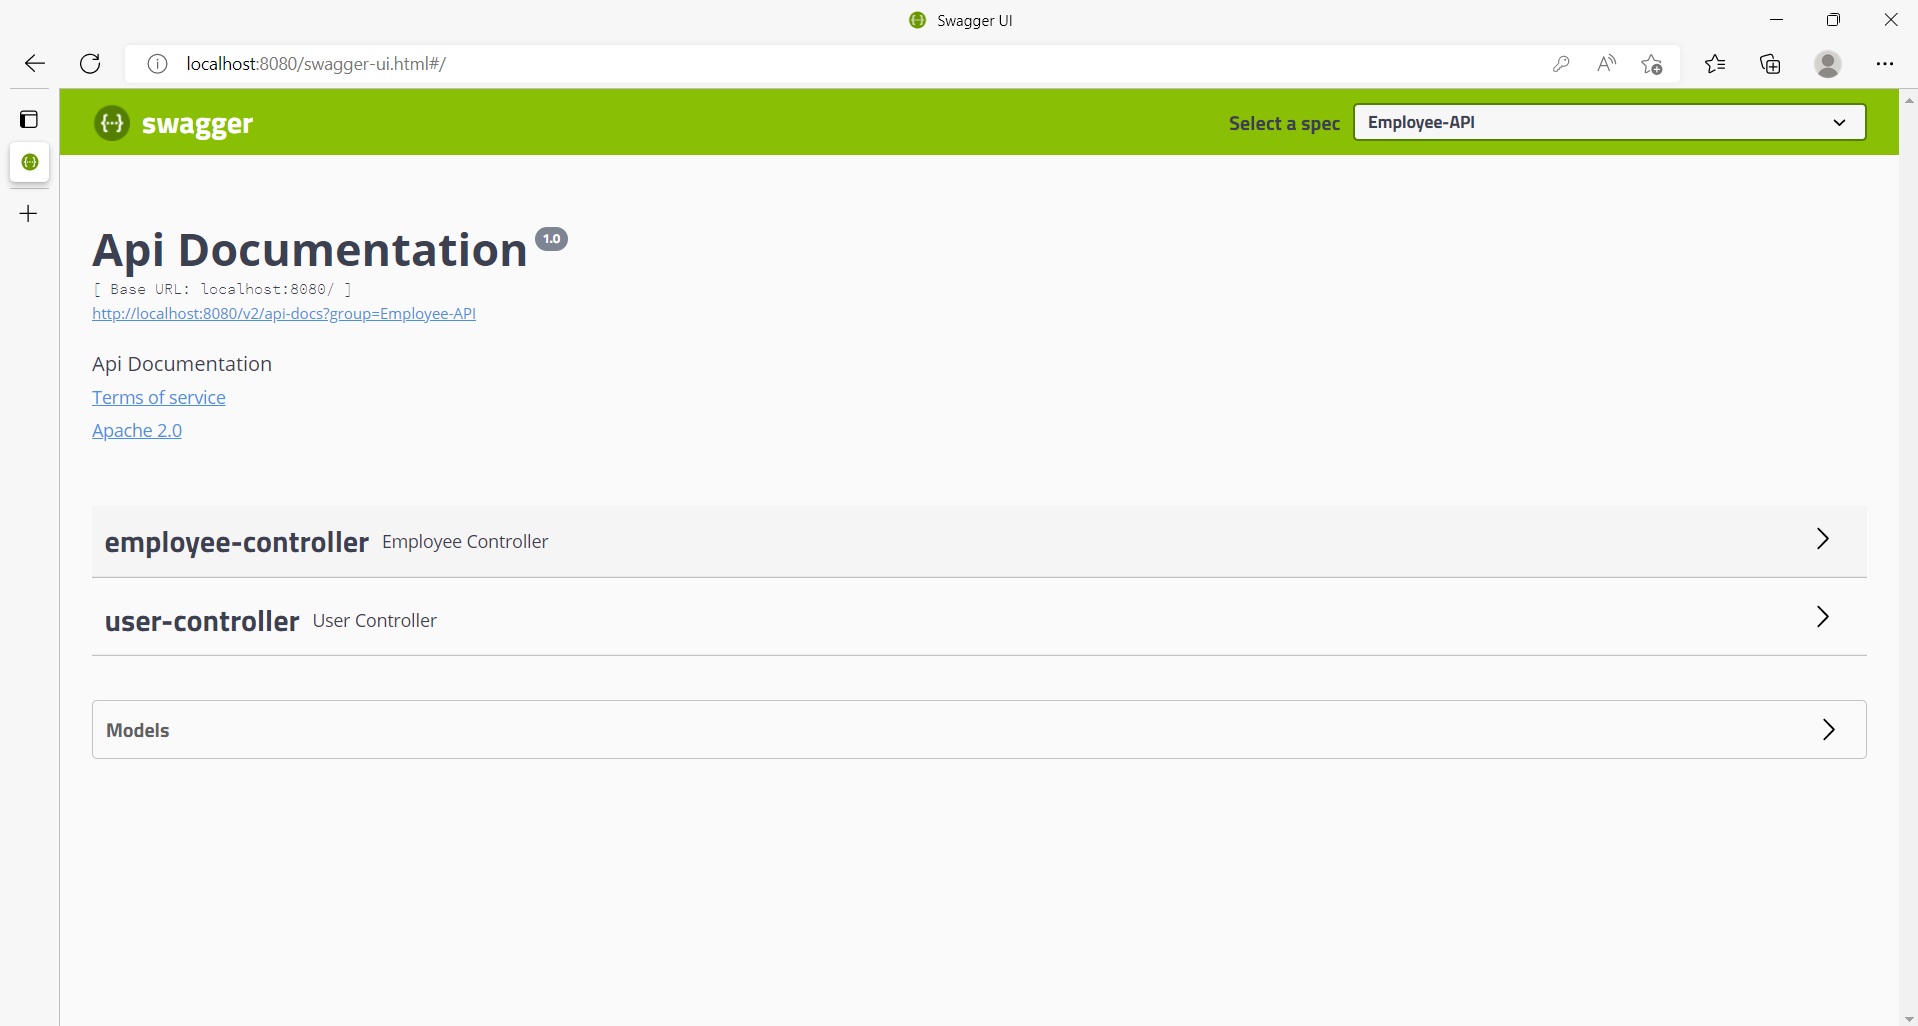 Swagger UI
localhost:8080/swagger-ui.html#/
swagger
Select a spec
Employee-API
Api Documentation 1.0
[ Base URL: localhost:8080/ ]
http://localhost:8080/v2/api-docs?group=Employee-API
Api Documentation
Terms of service
Apache 2.0
employee-controller Employee Controller
user-controller User Controller
Models